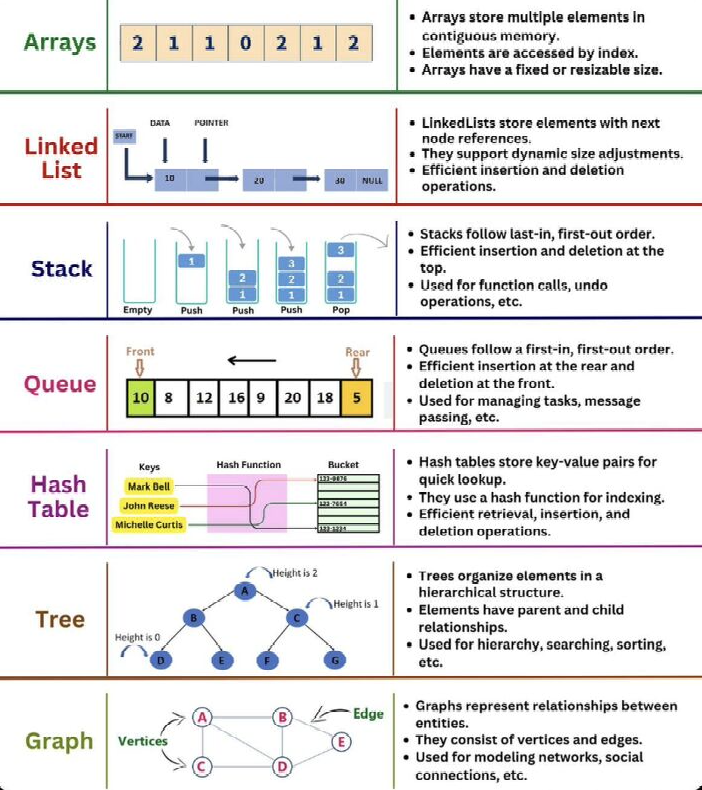 Arrays
2 1 1 0 2 1 2
• Arrays store multiple elements in
contiguous memory.
• Elements are accessed by index.
• Arrays have a fixed or resizable size.
Linked
List
START
DATA POINTER
10 20 30 NULL
• LinkedLists store elements with next
node references.
• They support dynamic size adjustments.
• Efficient insertion and deletion
operations.
Stack
1
2
1
3
2
1
3
2
1
Empty Push Push Push Pop
• Stacks follow last-in, first-out order.
• Efficient insertion and deletion at the
top.
• Used for function calls, undo
operations, etc.
Queue
Front Rear
10 8 12 16 9 20 18 5
• Queues follow a first-in, first-out order.
• Efficient insertion at the rear and
deletion at the front.
• Used for managing tasks, message
passing, etc.
Hash
Table
Keys Hash Function Bucket
Mark Bell
John Reese
Michelle Curtis
• Hash tables store key-value pairs for
quick lookup.
• They use a hash function for indexing.
• Efficient retrieval, insertion, and
deletion operations.
Tree
Height is 2
A
Height is 1
B C
Height is 0
D E F G
• Trees organize elements in a
hierarchical structure.
• Elements have parent and child
relationships.
• Used for hierarchy, searching, sorting,
etc.
Graph
Vertices
A B
Edge
E
C D
• Graphs represent relationships between
entities.
• They consist of vertices and edges.
• Used for modeling networks, social
connections, etc.